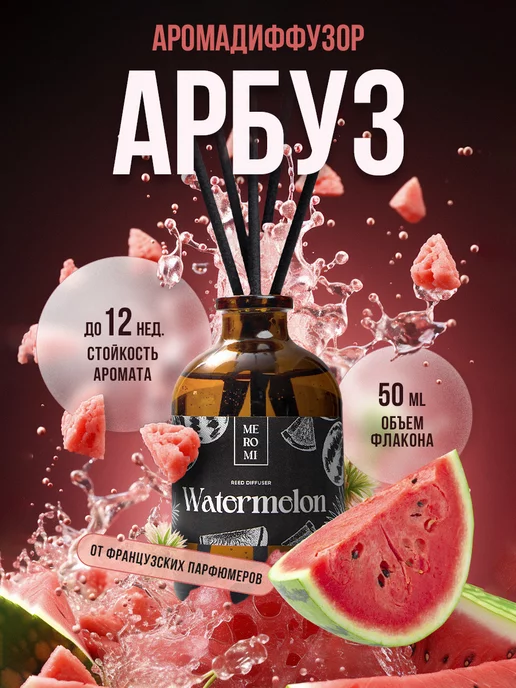 АРОМАДИФФУЗОР
АРБУЗ
ДО 12 НЕД.
СТОЙКОСТЬ
АРОМАТА
50 ML
ОБЪЕМ
ФЛАКОНА
ME
RO
MI
REED DIFFUSER
Watermelon
ОТ ФРАНЦУЗСКИХ ПАРФЮМЕРОВ